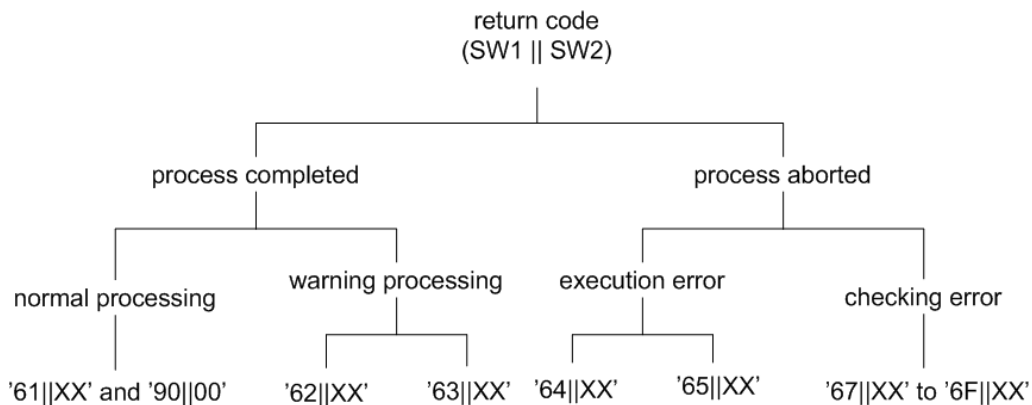 return code
(SW1 || SW2)
process completed
process aborted
normal processing
warning processing
execution error
checking error
'61||XX' and '90||00'
'62||XX'
'63||XX'
'64||XX'
'65||XX'
'67||XX' to '6F||XX'